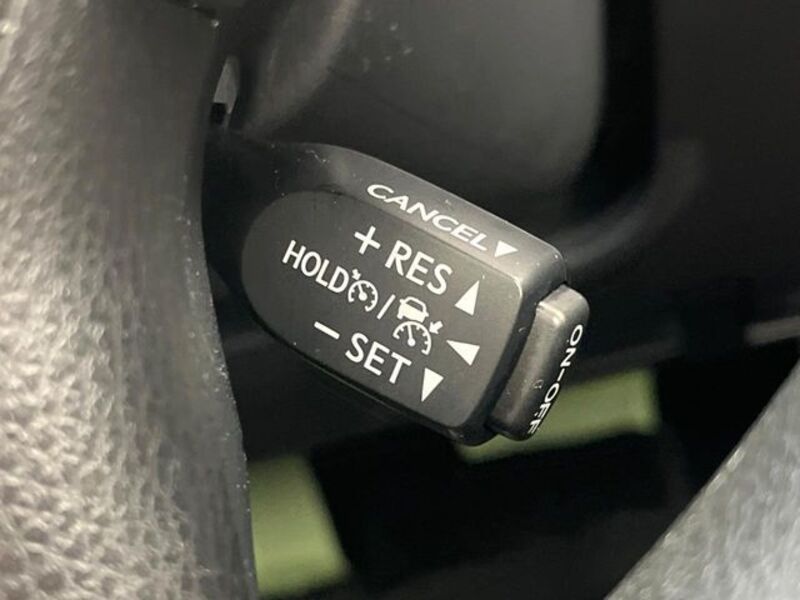 CANCEL▼
+ RES ▲
HOLD / ◀
− SET ▼
ON-OFF